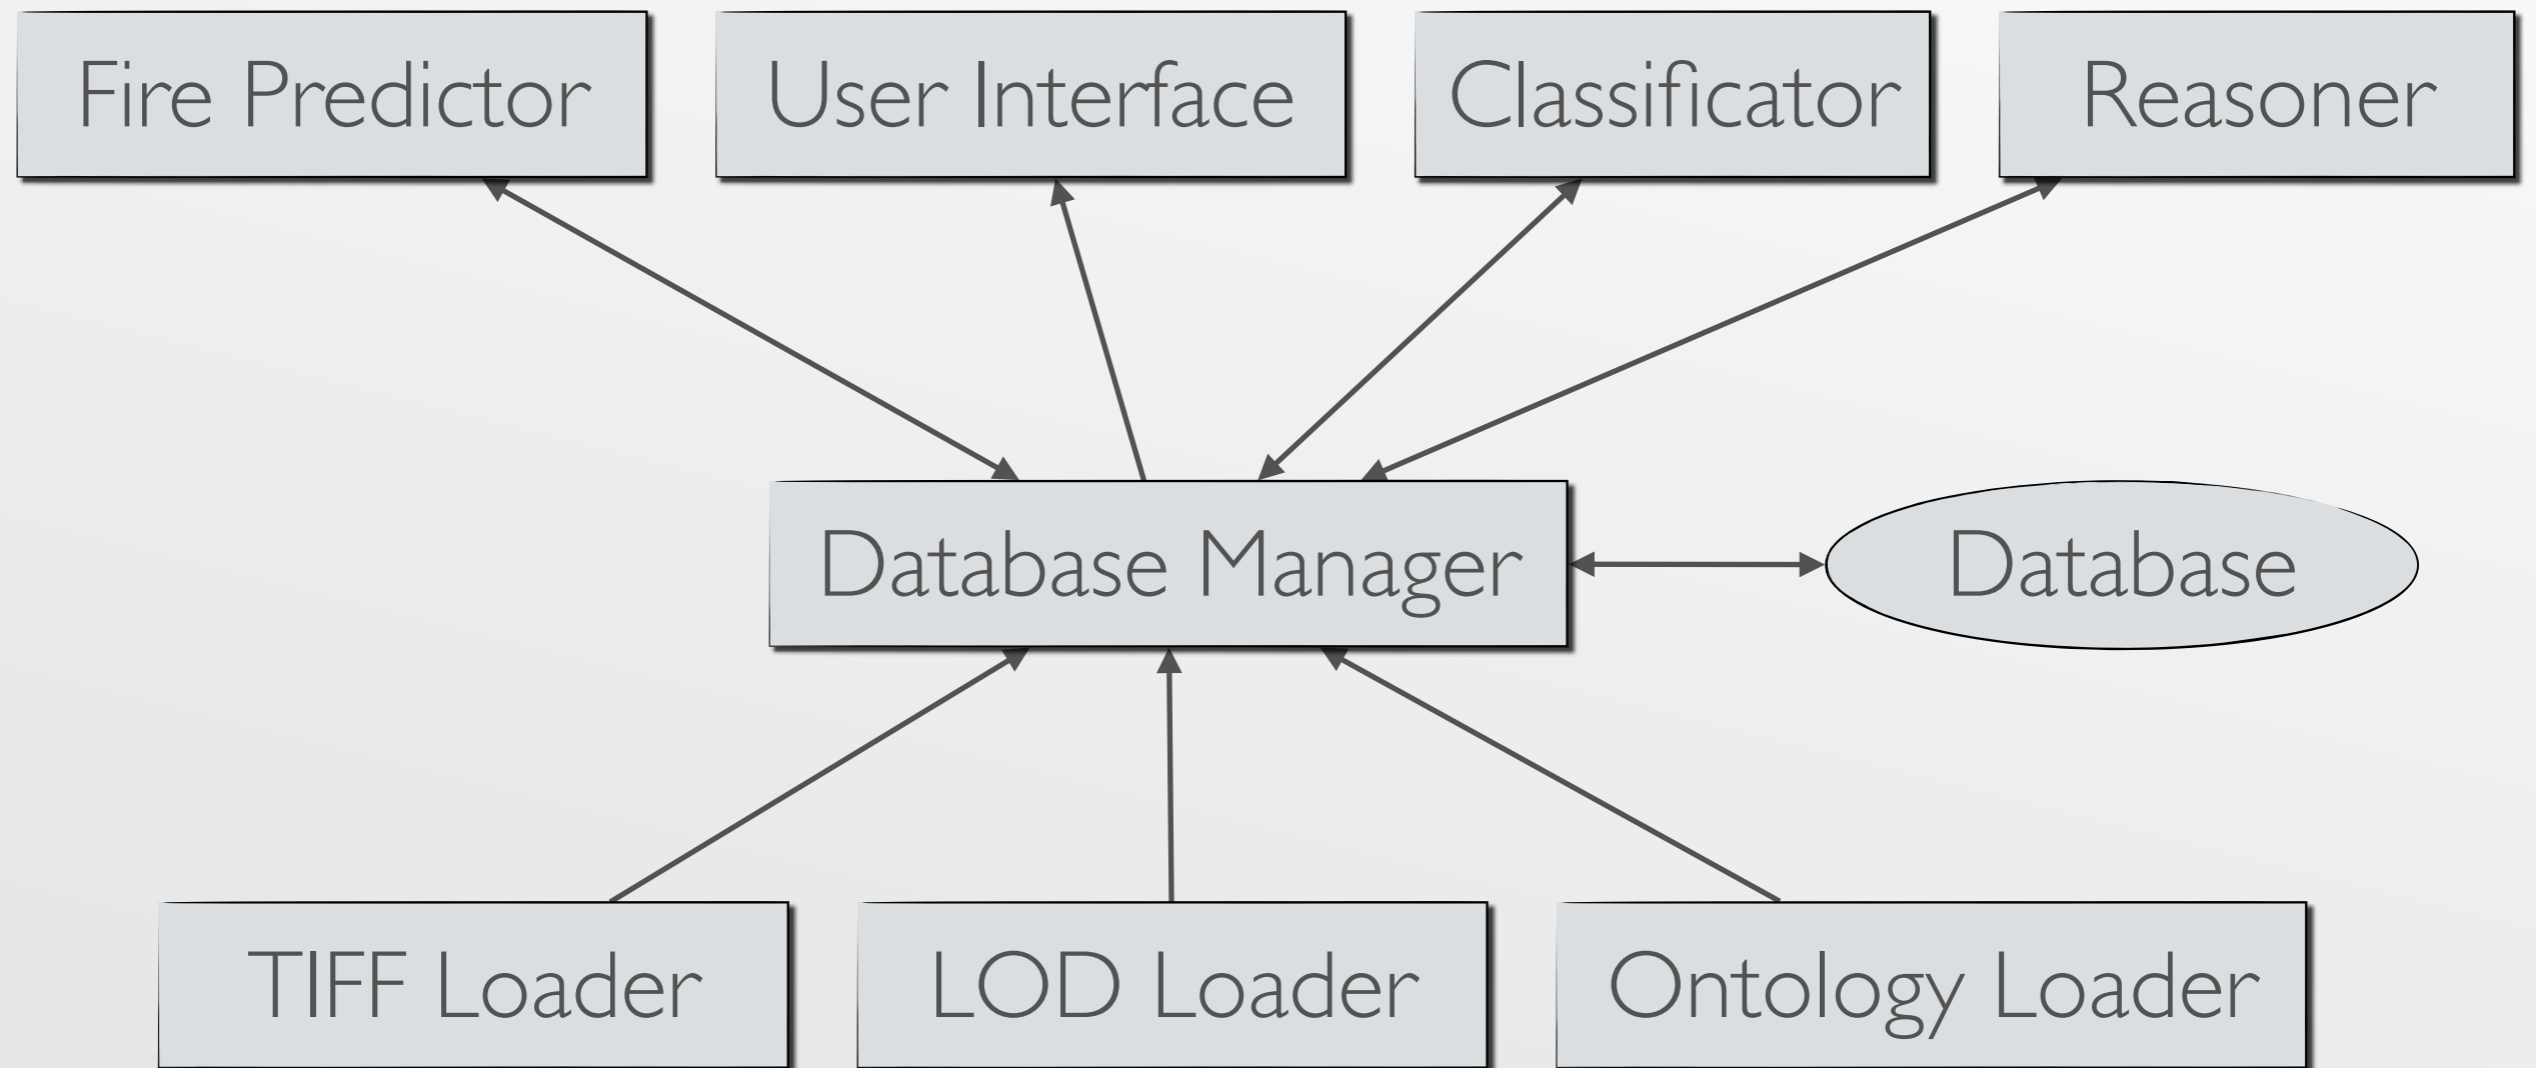 Fire Predictor
User Interface
Classificator
Reasoner
Database Manager
Database
TIFF Loader
LOD Loader
Ontology Loader